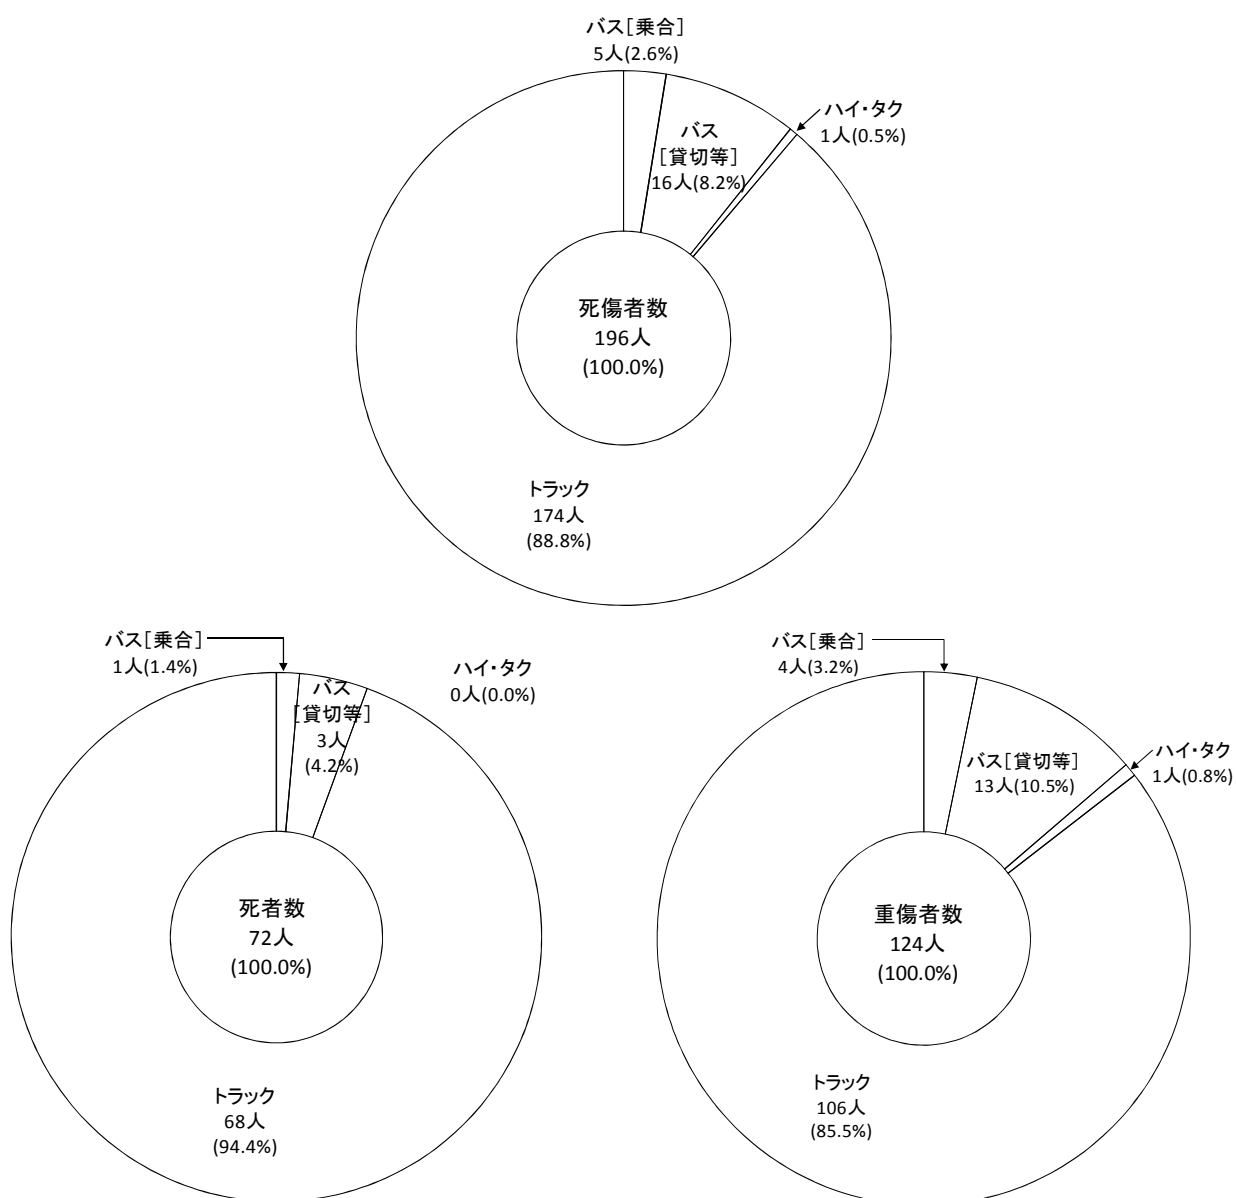 バス[乗合]
5人(2.6%)
バス
[貸切等]
16人(8.2%)
ハイ・タク
1人(0.5%)
死傷者数
196人
(100.0%)
トラック
174人
(88.8%)
バス[乗合]
1人(1.4%)
バス
[貸切等]
3人
(4.2%)
ハイ・タク
0人(0.0%)
死者数
72人
(100.0%)
トラック
68人
(94.4%)
バス[乗合]
4人(3.2%)
バス[貸切等]
13人(10.5%)
ハイ・タク
1人(0.8%)
重傷者数
124人
(100.0%)
トラック
106人
(85.5%)